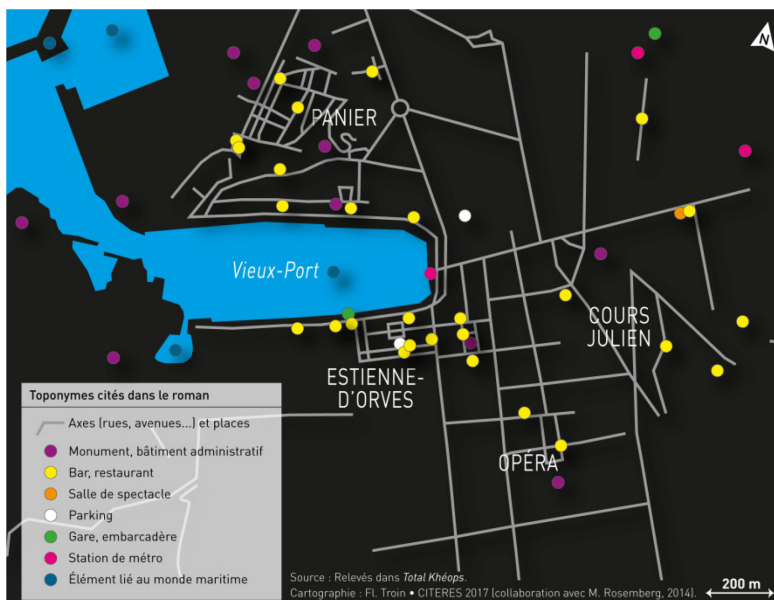 N
PANIER
Vieux-Port
COURS
JULIEN
ESTIENNE-
D'ORVES
OPÉRA
Toponymes cités dans le roman
Axes (rues, avenues...) et places
Monument, bâtiment administratif
Bar, restaurant
Salle de spectacle
Parking
Gare, embarcadère
Station de métro
Élément lié au monde maritime
Source : Relevés dans Total Khéops.
Cartographie : Fl. Troin • CITERES 2017 (collaboration avec M. Rosemberg, 2014).
200 m